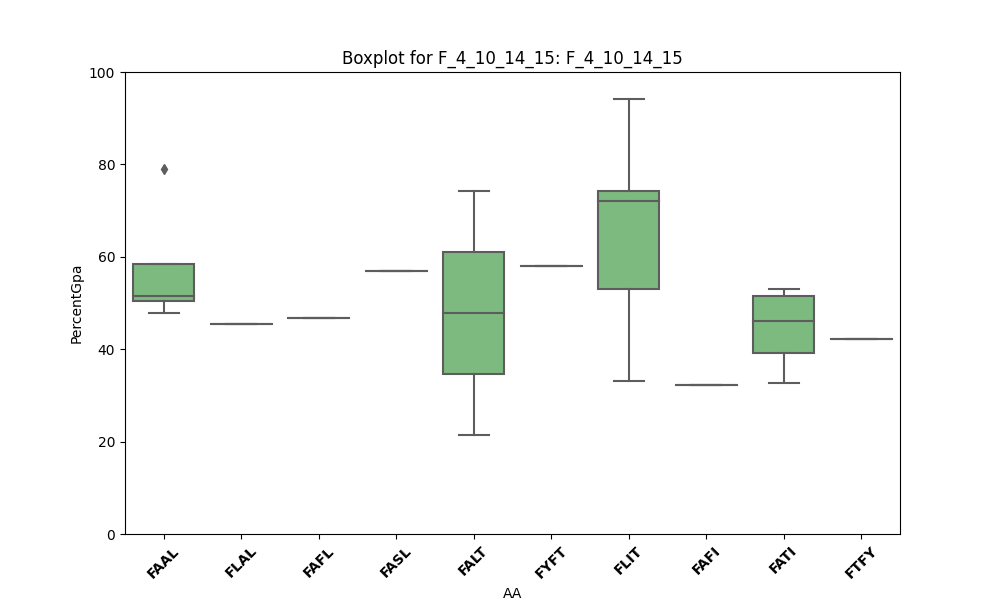 Boxplot for F_4_10_14_15: F_4_10_14_15
100
80
60
40
20
0
PercentGpa
FAAL
FLAL
FAFL
FASL
FALT
FYFT
FLIT
FAFI
FATI
FTFY
AA